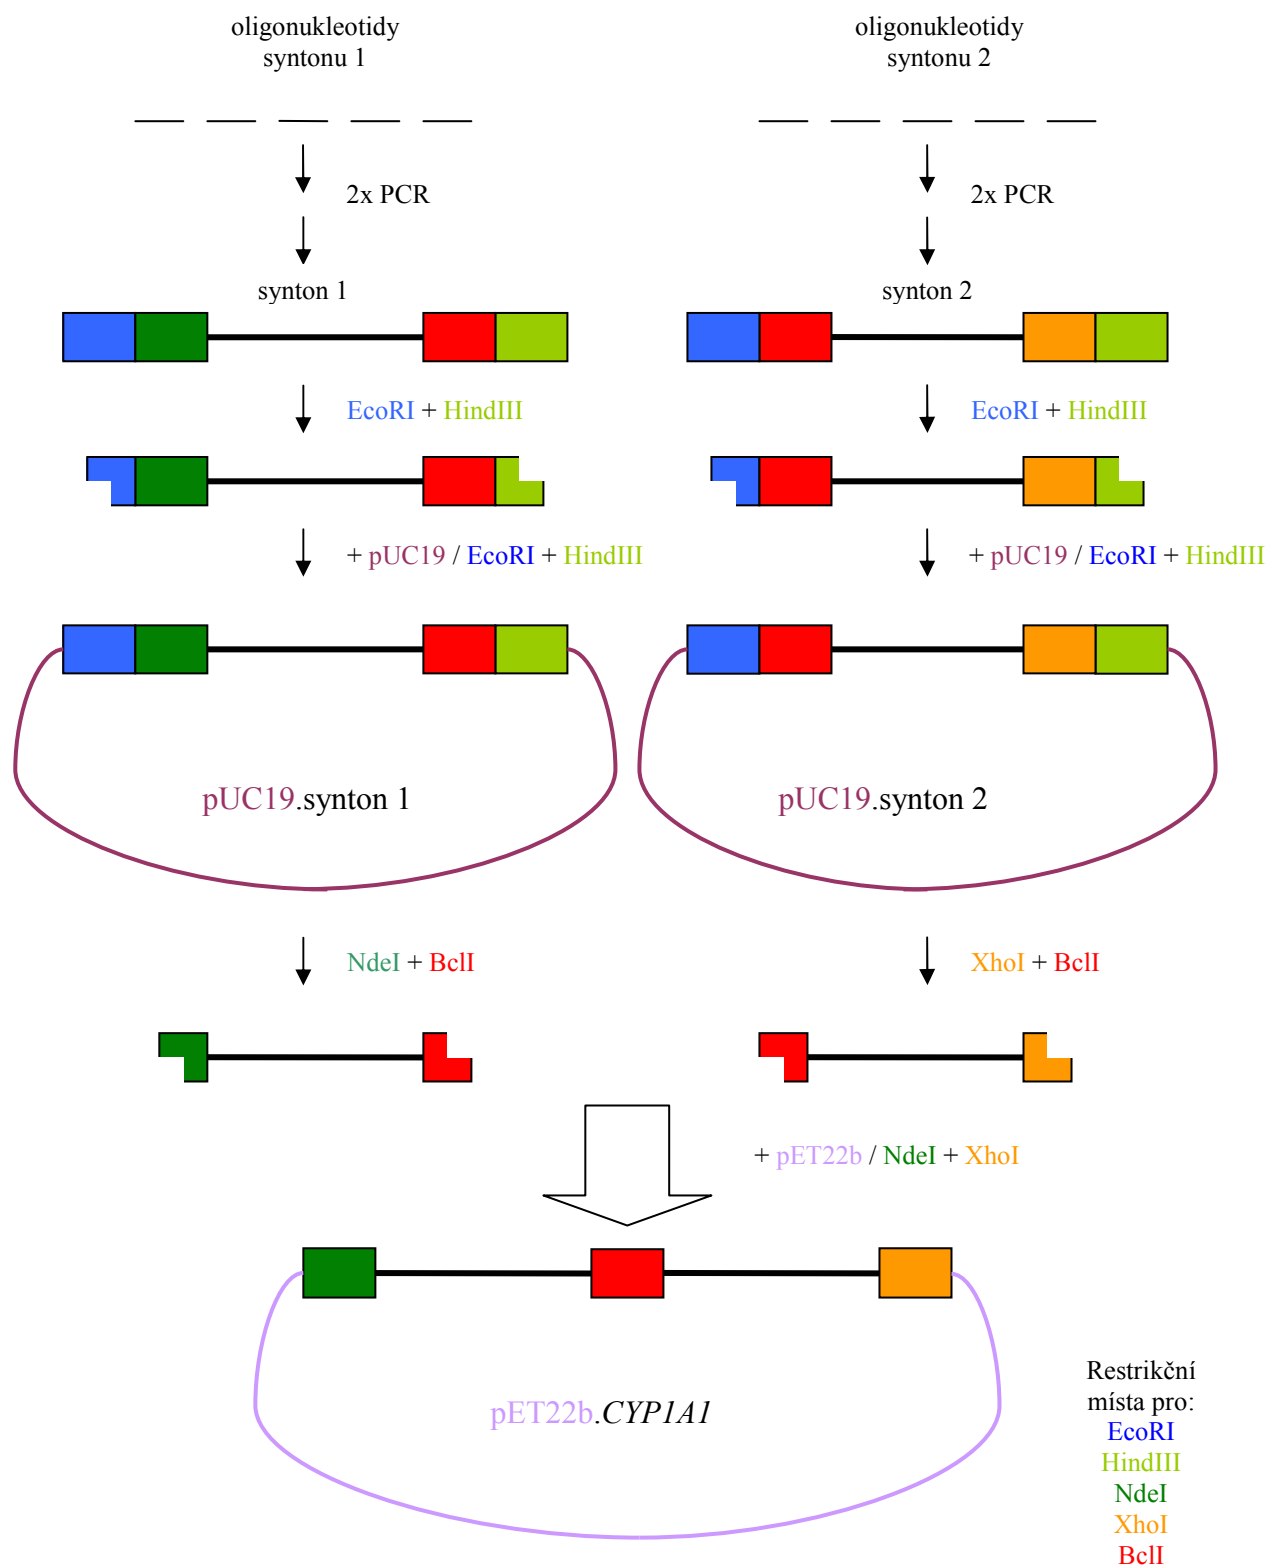 oligonukleotidy
syntonu 1
oligonukleotidy
syntonu 2
2x PCR
2x PCR
synton 1
synton 2
EcoRI + HindIII
EcoRI + HindIII
+ pUC19 / EcoRI + HindIII
+ pUC19 / EcoRI + HindIII
pUC19.synton 1
pUC19.synton 2
NdeI + BclI
XhoI + BclI
+ pET22b / NdeI + XhoI
pET22b.CYP1A1
Restrikční
místa pro:
EcoRI
HindIII
NdeI
XhoI
BclI